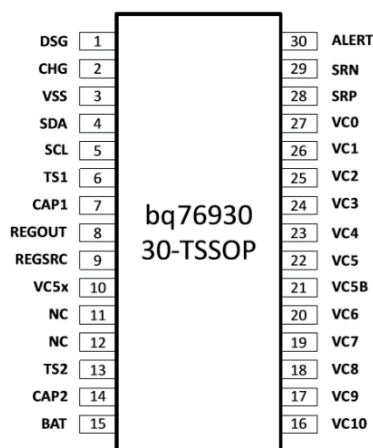 DSG 1 30 ALERT
CHG 2 29 SRN
VSS 3 28 SRP
SDA 4 27 VC0
SCL 5 26 VC1
TS1 6 25 VC2
CAP1 7 24 VC3
REGOUT 8 23 VC4
REGSRC 9 22 VC5
VC5x 10 21 VC5B
NC 11 20 VC6
NC 12 19 VC7
TS2 13 18 VC8
CAP2 14 17 VC9
BAT 15 16 VC10
bq76930
30-TSSOP